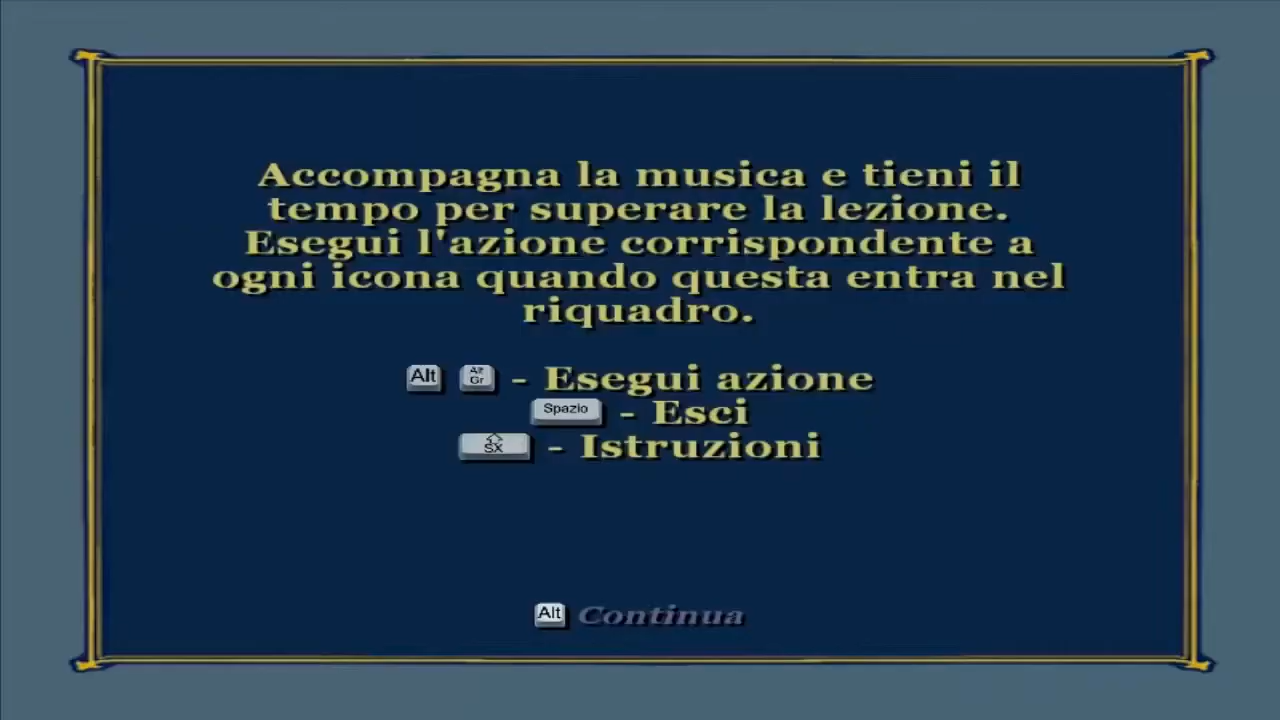 Accompagna la musica e tieni il
tempo per superare la lezione.
Esegui l'azione corrispondente a
ogni icona quando questa entra nel
riquadro.
Alt Alt Gr - Esegui azione
Spazio - Esci
⇧ SX - Istruzioni
Alt Continua